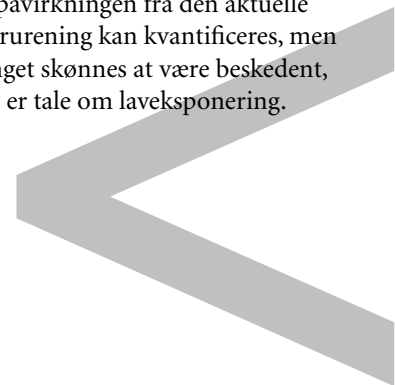 påvirkningen fra den aktuelle
rurening kan kvantificeres, men
nget skønnes at være beskedent,
er tale om laveksponering.